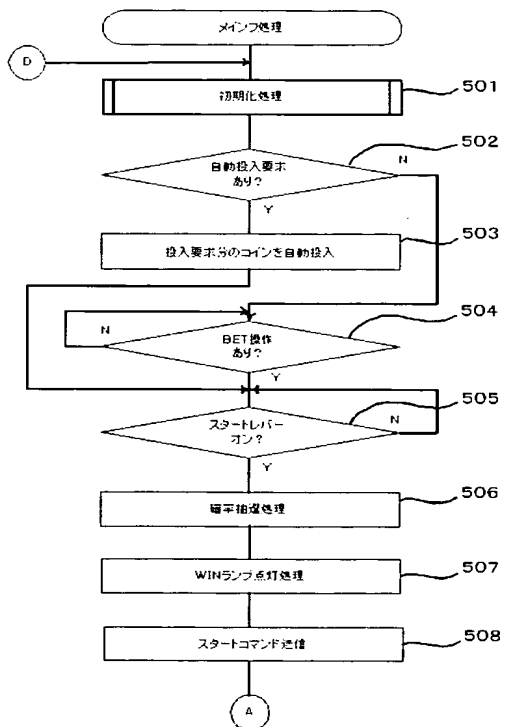 メインフ処理
D
初期化処理
501
502
自動投入要求
あり?
N
Y
503
投入要求分のコインを自動投入
504
N
BET操作
あり?
Y
505
スタートレバー
オン?
N
Y
確率抽選処理
506
WINランプ点灯処理
507
スタートコマンド送信
508
A